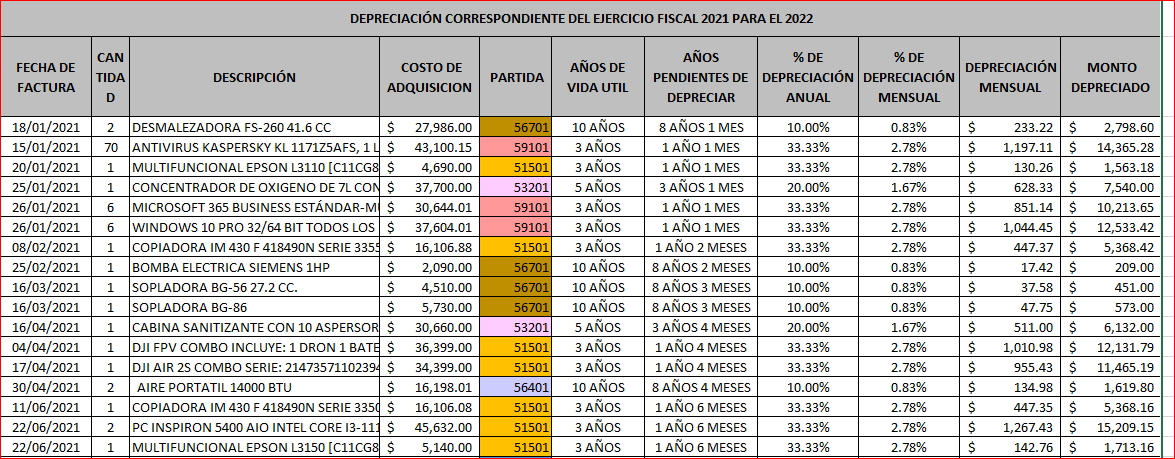 DEPRECIACIÓN CORRESPONDIENTE DEL EJERCICIO FISCAL 2021 PARA EL 2022
FECHA DE FACTURA CAN TIDA D DESCRIPCIÓN COSTO DE ADQUISICION PARTIDA AÑOS DE VIDA UTIL AÑOS PENDIENTES DE DEPRECIAR % DE DEPRECIACIÓN ANUAL % DE DEPRECIACIÓN MENSUAL DEPRECIACIÓN MENSUAL MONTO DEPRECIADO
18/01/2021 2 DESMALEZADORA FS-260 41.6 CC $ 27,986.00 56701 10 AÑOS 8 AÑOS 1 MES 10.00% 0.83% $ 233.22 $ 2,798.60
15/01/2021 70 ANTIVIRUS KASPERSKY KL 1171Z5AFS, 1 L $ 43,100.15 59101 3 AÑOS 1 AÑO 1 MES 33.33% 2.78% $ 1,197.11 $ 14,365.28
20/01/2021 1 MULTIFUNCIONAL EPSON L3110 [C11CG8 $ 4,690.00 51501 3 AÑOS 1 AÑO 1 MES 33.33% 2.78% $ 130.26 $ 1,563.18
25/01/2021 1 CONCENTRADOR DE OXIGENO DE 7L CON $ 37,700.00 53201 5 AÑOS 3 AÑOS 1 MES 20.00% 1.67% $ 628.33 $ 7,540.00
26/01/2021 6 MICROSOFT 365 BUSINESS ESTÁNDAR-MU $ 30,644.01 59101 3 AÑOS 1 AÑO 1 MES 33.33% 2.78% $ 851.14 $ 10,213.65
26/01/2021 6 WINDOWS 10 PRO 32/64 BIT TODOS LOS $ 37,604.01 59101 3 AÑOS 1 AÑO 1 MES 33.33% 2.78% $ 1,044.45 $ 12,533.42
08/02/2021 1 COPIADORA IM 430 F 418490N SERIE 3355 $ 16,106.88 51501 3 AÑOS 1 AÑO 2 MESES 33.33% 2.78% $ 447.37 $ 5,368.42
25/02/2021 1 BOMBA ELECTRICA SIEMENS 1HP $ 2,090.00 56701 10 AÑOS 8 AÑOS 2 MESES 10.00% 0.83% $ 17.42 $ 209.00
16/03/2021 1 SOPLADORA BG-56 27.2 CC. $ 4,510.00 56701 10 AÑOS 8 AÑOS 3 MESES 10.00% 0.83% $ 37.58 $ 451.00
16/03/2021 1 SOPLADORA BG-86 $ 5,730.00 56701 10 AÑOS 8 AÑOS 3 MESES 10.00% 0.83% $ 47.75 $ 573.00
16/04/2021 1 CABINA SANITIZANTE CON 10 ASPERSOR $ 30,660.00 53201 5 AÑOS 3 AÑOS 4 MESES 20.00% 1.67% $ 511.00 $ 6,132.00
04/04/2021 1 DJI FPV COMBO INCLUYE: 1 DRON 1 BATE $ 36,399.00 51501 3 AÑOS 1 AÑO 4 MESES 33.33% 2.78% $ 1,010.98 $ 12,131.79
17/04/2021 1 DJI AIR 2S COMBO SERIE: 21473571102394 $ 34,399.00 51501 3 AÑOS 1 AÑO 4 MESES 33.33% 2.78% $ 955.43 $ 11,465.19
30/04/2021 2 AIRE PORTATIL 14000 BTU $ 16,198.01 56401 10 AÑOS 8 AÑOS 4 MESES 10.00% 0.83% $ 134.98 $ 1,619.80
11/06/2021 1 COPIADORA IM 430 F 418490N SERIE 3350 $ 16,106.08 51501 3 AÑOS 1 AÑO 6 MESES 33.33% 2.78% $ 447.35 $ 5,368.16
22/06/2021 2 PC INSPIRON 5400 AIO INTEL CORE I3-111 $ 45,632.00 51501 3 AÑOS 1 AÑO 6 MESES 33.33% 2.78% $ 1,267.43 $ 15,209.15
22/06/2021 1 MULTIFUNCIONAL EPSON L3150 [C11CG8 $ 5,140.00 51501 3 AÑOS 1 AÑO 6 MESES 33.33% 2.78% $ 142.76 $ 1,713.16